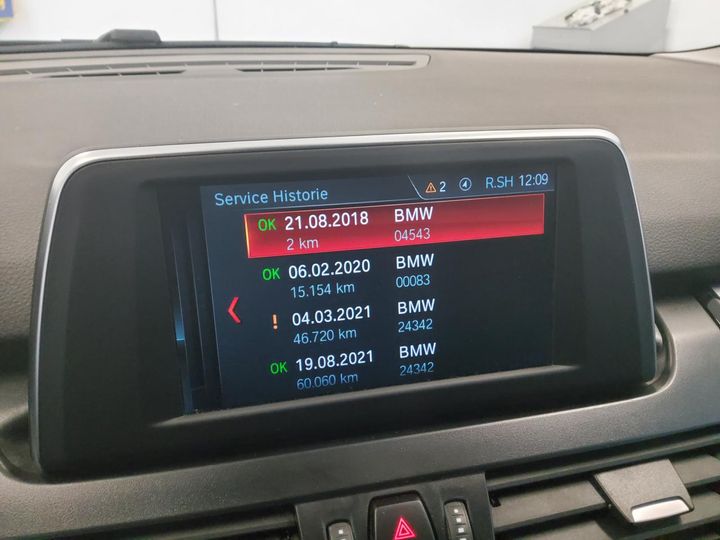 Service Historie
2
R.SH 12:09
OK 21.08.2018 BMW
2 km 04543
OK 06.02.2020 BMW
15.154 km 00083
! 04.03.2021 BMW
46.720 km 24342
OK 19.08.2021 BMW
60.060 km 24342